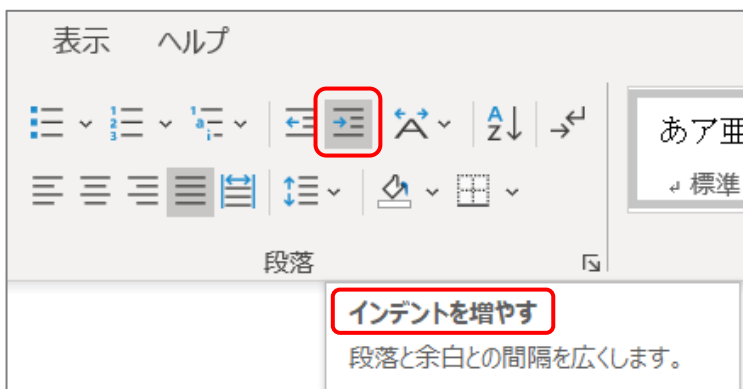 表示 ヘルプ
あア亜
標準
段落
インデントを増やす
段落と余白との間隔を広くします。